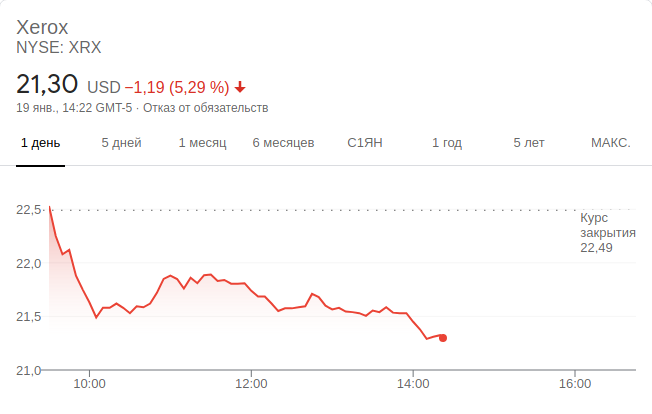 Xerox
NYSE: XRX
21,30 USD −1,19 (5,29 %)
19 янв., 14:22 GMT-5 · Отказ от обязательств
1 день 5 дней 1 месяц 6 месяцев С1ЯН 1 год 5 лет МАКС.
22,5
Курс
закрытия
22,49
22,0
21,5
21,0
10:00 12:00 14:00 16:00